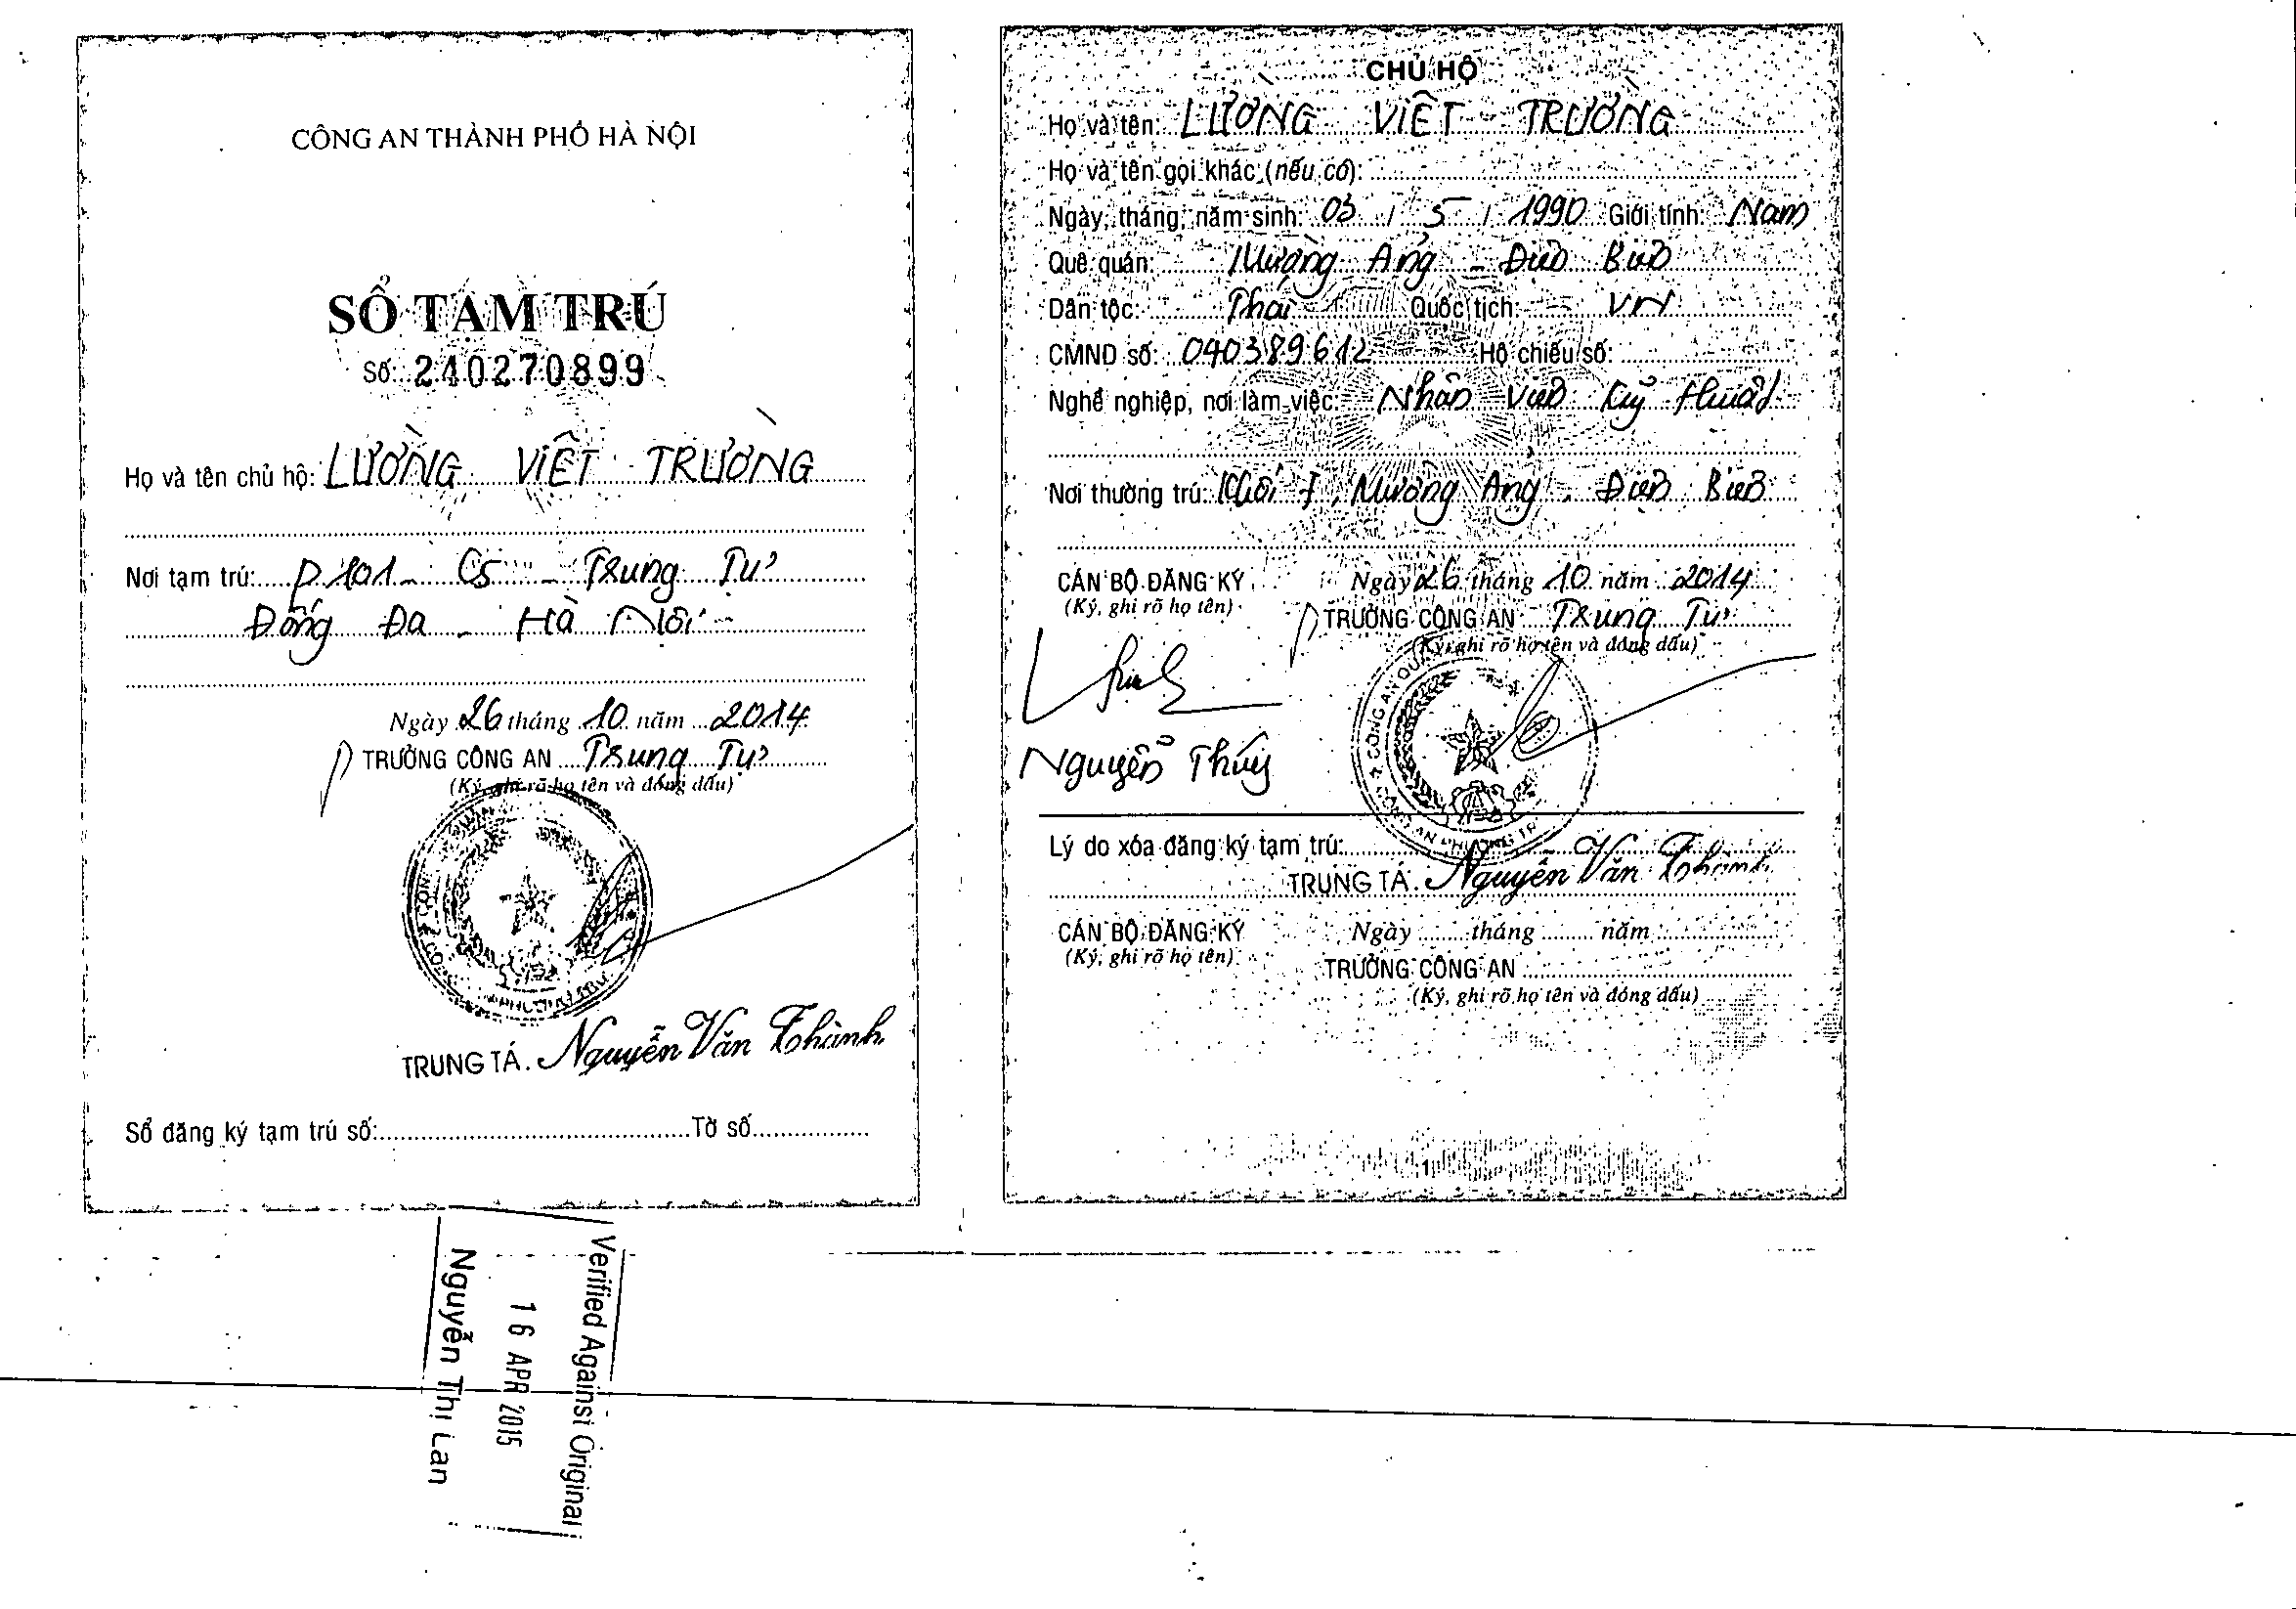 CÔNG AN THÀNH PHỐ HÀ NỘI
SỔ TẠM TRÚ
Số: 240270899
Họ và tên chủ hộ: LƯỜNG VIẾT TRƯỜNG
Nơi tạm trú: P101 - C5 - Trung Tự
Đống Đa - Hà Nội
Ngày 26 tháng 10 năm 2014
TRƯỞNG CÔNG AN Trung Tự
(Ký, ghi rõ họ tên và đóng dấu)
TRUNG TÁ. Nguyễn Văn Thành
Sổ đăng ký tạm trú số: Tờ số
CHỦ HỘ
Họ và tên: LƯỜNG VIẾT TRƯỜNG
Họ và tên gọi khác (nếu có):
Ngày, tháng, năm sinh: 03 / 5 / 1990 Giới tính: Nam
Quê quán: Mường Ảng - Điện Biên
Dân tộc: Thái Quốc tịch: VN
CMND số: 040389612 Hộ chiếu số:
Nghề nghiệp, nơi làm việc: Nhân viên kỹ thuật
Nơi thường trú: Khối 7, Mường Ảng, Điện Biên
CÁN BỘ ĐĂNG KÝ Ngày 26 tháng 10 năm 2014
(Ký, ghi rõ họ tên) TRƯỞNG CÔNG AN Trung Tự
(Ký, ghi rõ họ tên và đóng dấu)
Nguyễn Thúy
Lý do xóa đăng ký tạm trú:
TRUNG TÁ. Nguyễn Văn Thành
CÁN BỘ ĐĂNG KÝ Ngày tháng năm
(Ký, ghi rõ họ tên) TRƯỞNG CÔNG AN
(Ký, ghi rõ họ tên và đóng dấu)
1
Verified Against Original
16 APR 2015
Nguyễn Thị Lan